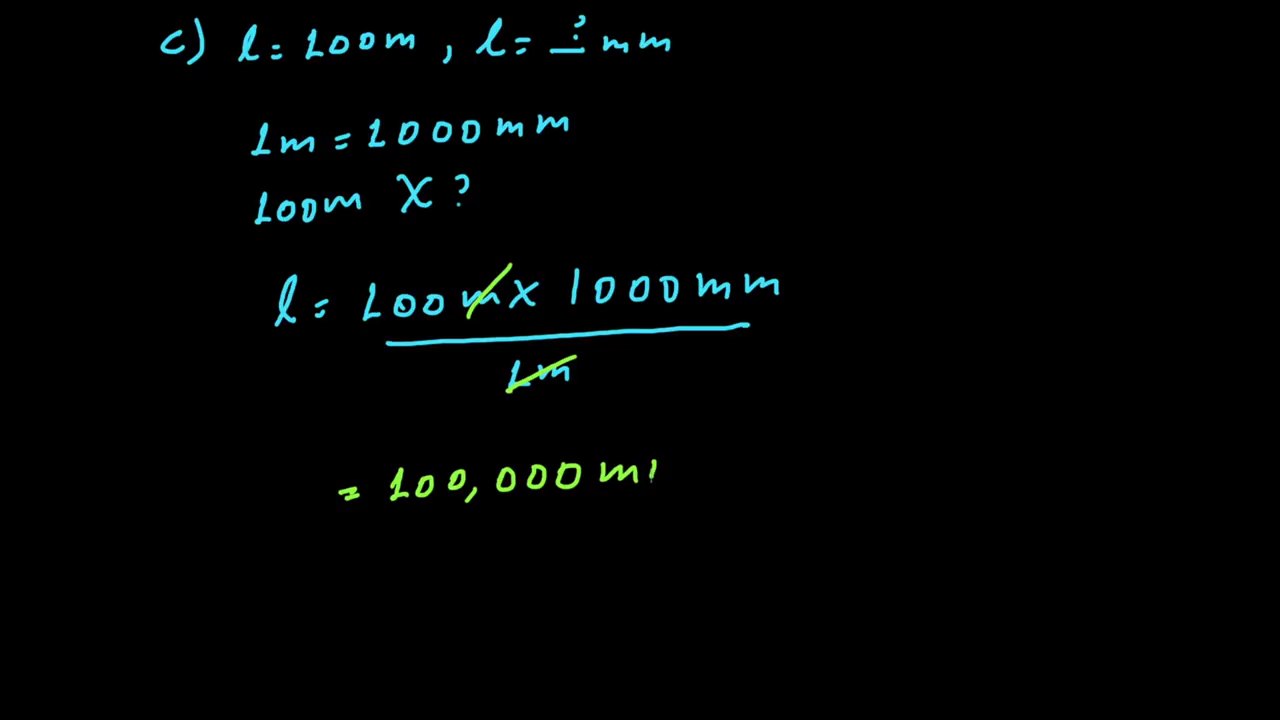 c) l = 100m , l = ? mm
1m = 1000mm
100m X ?
l = 100m x 1000mm
1m
= 100,000 m